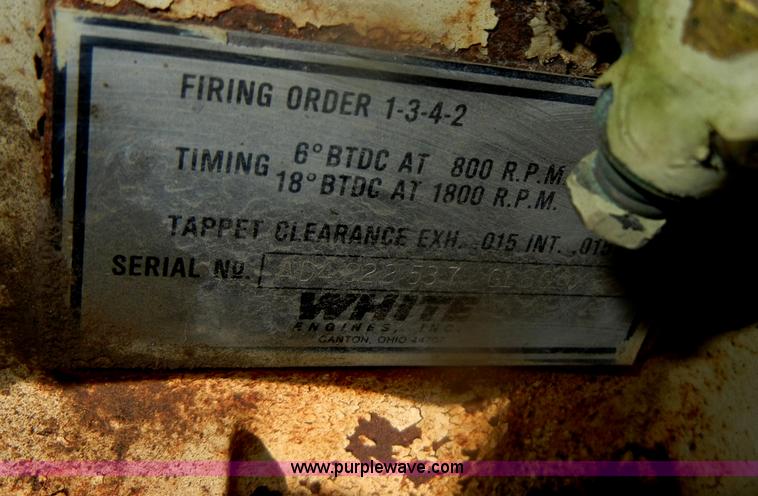 FIRING ORDER 1-3-4-2
TIMING 6° BTDC AT 800 R.P.M.
18° BTDC AT 1800 R.P.M.
TAPPET CLEARANCE EXH. .015 INT. .015
SERIAL No.
WHITE
ENGINES, INC.
CANTON, OHIO
www.purplewave.com